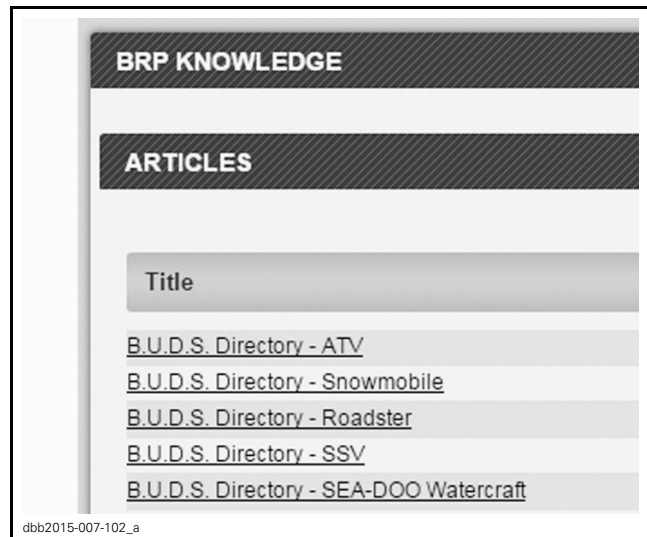 BRP KNOWLEDGE
ARTICLES
Title
B.U.D.S. Directory - ATV
B.U.D.S. Directory - Snowmobile
B.U.D.S. Directory - Roadster
B.U.D.S. Directory - SSV
B.U.D.S. Directory - SEA-DOO Watercraft
dbb2015-007-102_a